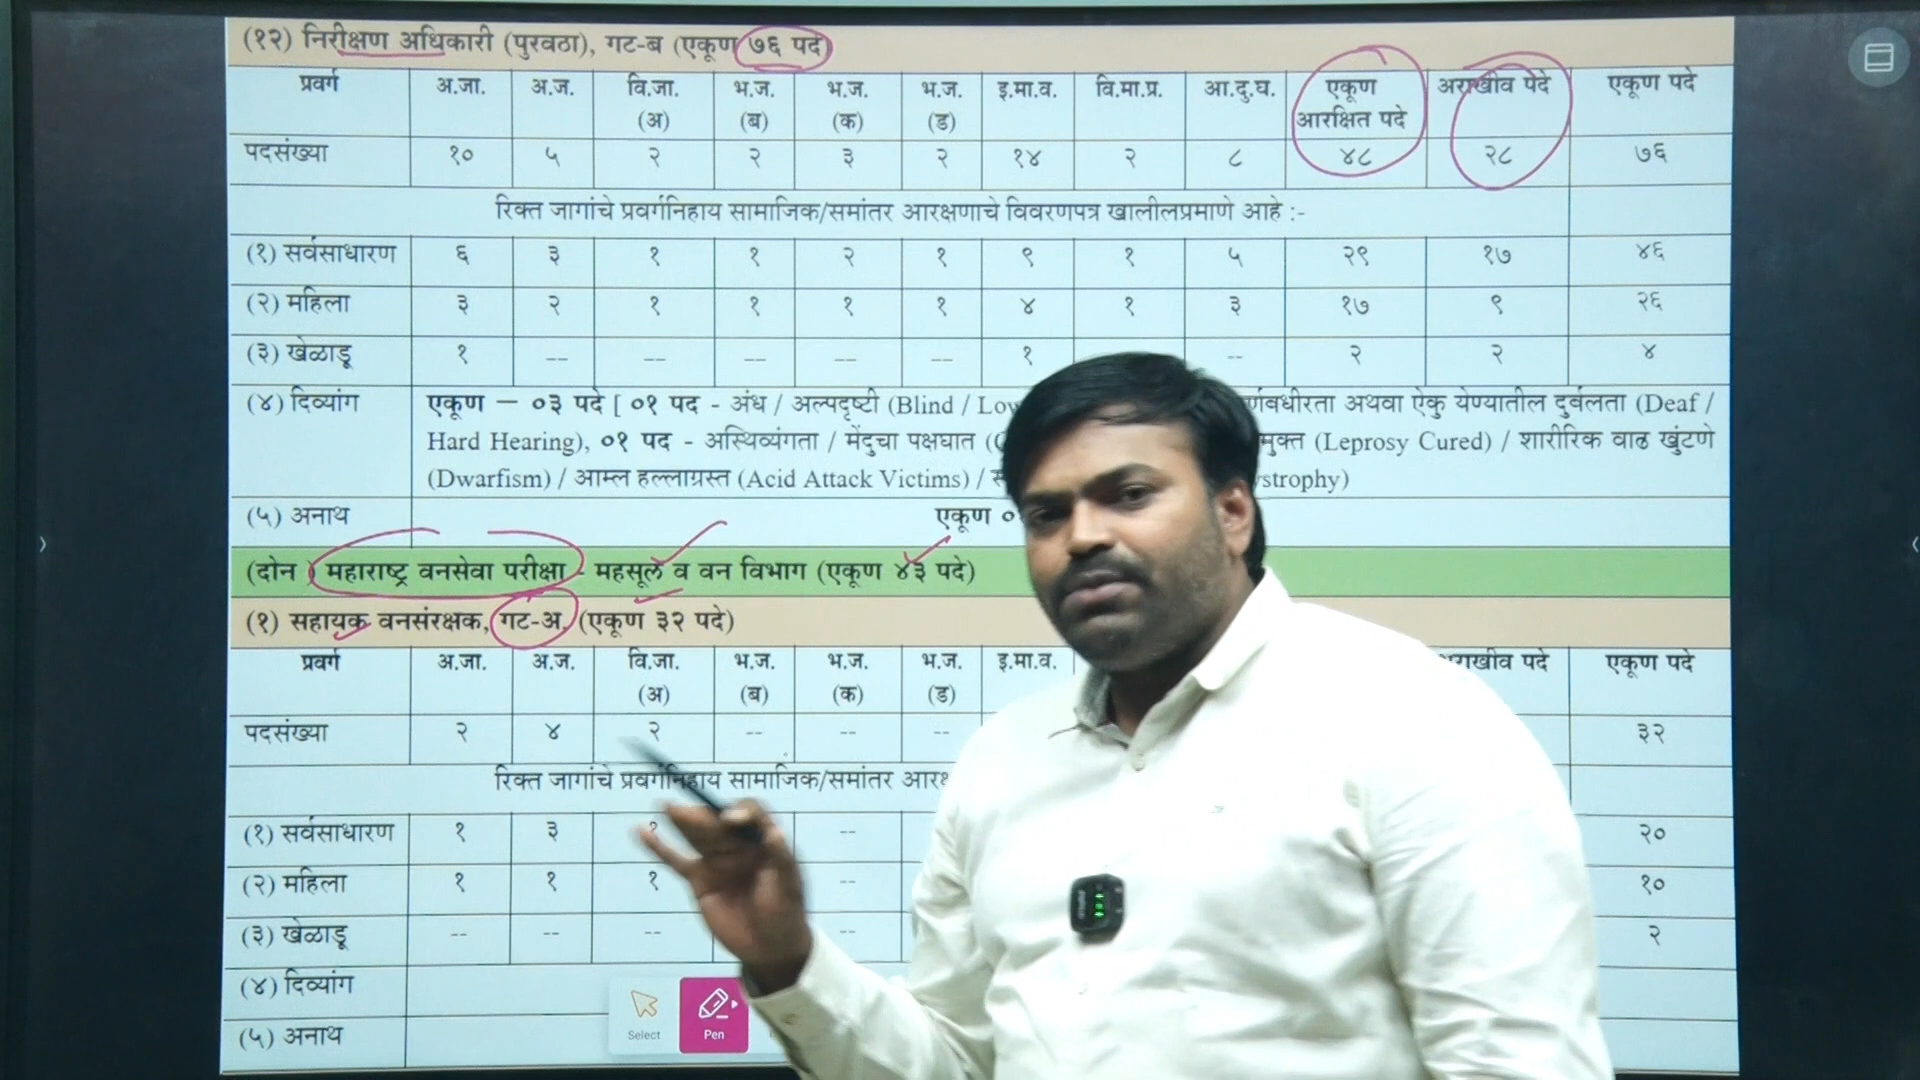 (१२) निरीक्षण अधिकारी (पुरवठा), गट-ब (एकूण ७६ पदे)
प्रवर्ग अ.जा. अ.ज. वि.जा. (अ) भ.ज. (ब) भ.ज. (क) भ.ज. (ड) इ.मा.व. वि.मा.प्र. आ.दु.घ. एकूण आरक्षित पदे अराखीव पदे एकूण पदे
पदसंख्या १० ५ २ २ ३ २ १४ २ ८ ४८ २८ ७६
रिक्त जागांचे प्रवर्गनिहाय सामाजिक/समांतर आरक्षणाचे विवरणपत्र खालीलप्रमाणे आहे :-
(१) सर्वसाधारण ६ ३ १ १ २ १ ९ १ ५ २९ १७ ४६
(२) महिला ३ २ १ १ १ १ ४ १ ३ १७ ९ २६
(३) खेळाडू १ -- -- -- -- -- १ -- २ २ ४
(४) दिव्यांग एकूण — ०३ पदे [ ०१ पद - अंध / अल्पदृष्टी (Blind / अथवा ऐकु येण्यातील दुर्बलता (Deaf /
Hard Hearing), ०१ पद - अस्थिव्यंगता / मेंदुचा पक्षघात (Leprosy Cured) / शारीरिक वाढ खुंटणे
(Dwarfism) / आम्ल हल्लाग्रस्त (Acid Attack Victims) /
(५) अनाथ एकूण
(दोन) महाराष्ट्र वनसेवा परीक्षा - महसूल व वन विभाग (एकूण ४३ पदे)
(१) सहायक वनसंरक्षक, गट-अ, (एकूण ३२ पदे)
प्रवर्ग अ.जा. अ.ज. वि.जा. (अ) भ.ज. (ब) भ.ज. (क) भ.ज. (ड) इ.मा.व. पदे एकूण पदे
पदसंख्या २ ४ २ -- -- -- ३२
रिक्त जागांचे प्रवर्गनिहाय सामाजिक/समांतर
(१) सर्वसाधारण १ ३ -- २०
(२) महिला १ १ १ -- १०
(३) खेळाडू -- -- -- -- २
(४) दिव्यांग
(५) अनाथ
Select Pen